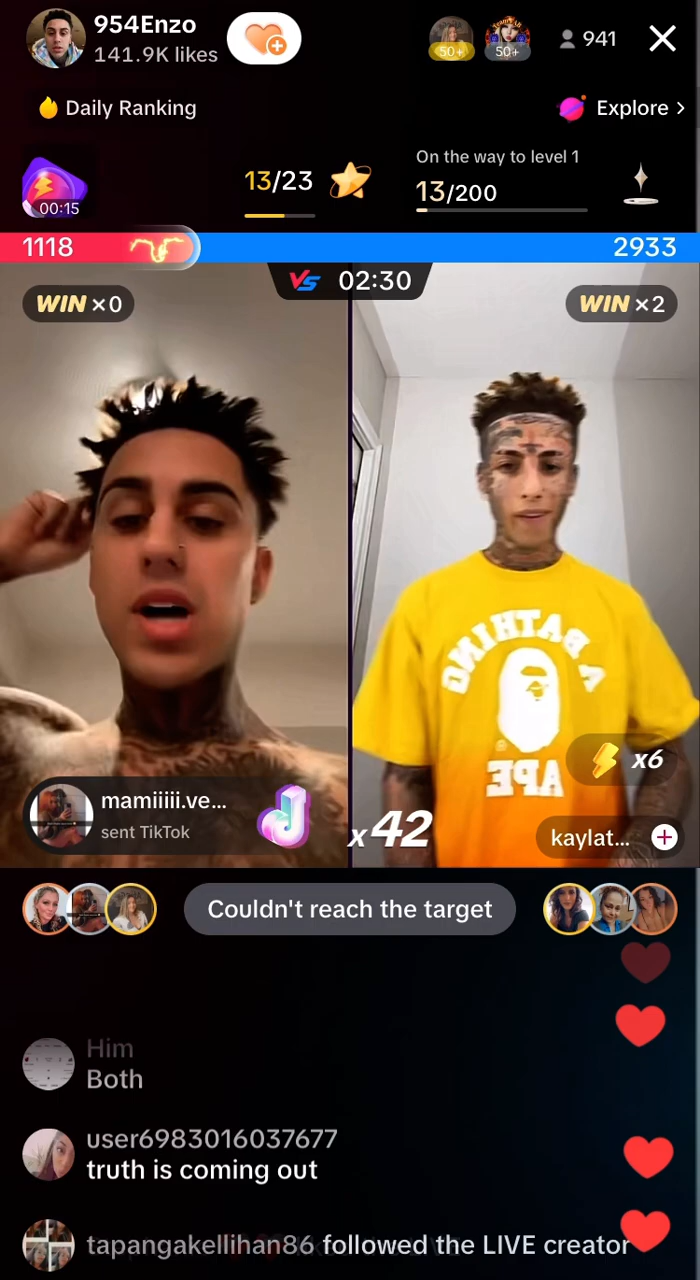 954Enzo
141.9K likes
50+
50+
941
Daily Ranking
Explore >
00:15
13/23
On the way to level 1
13/200
1118
2933
VS 02:30
WIN ×0
WIN ×2
A BATHING
APE
®
x6
mamiiiii.ve...
sent TikTok
x42
kaylat...
Couldn't reach the target
Him
Both
user6983016037677
truth is coming out
tapangakellihan86 followed the LIVE creator